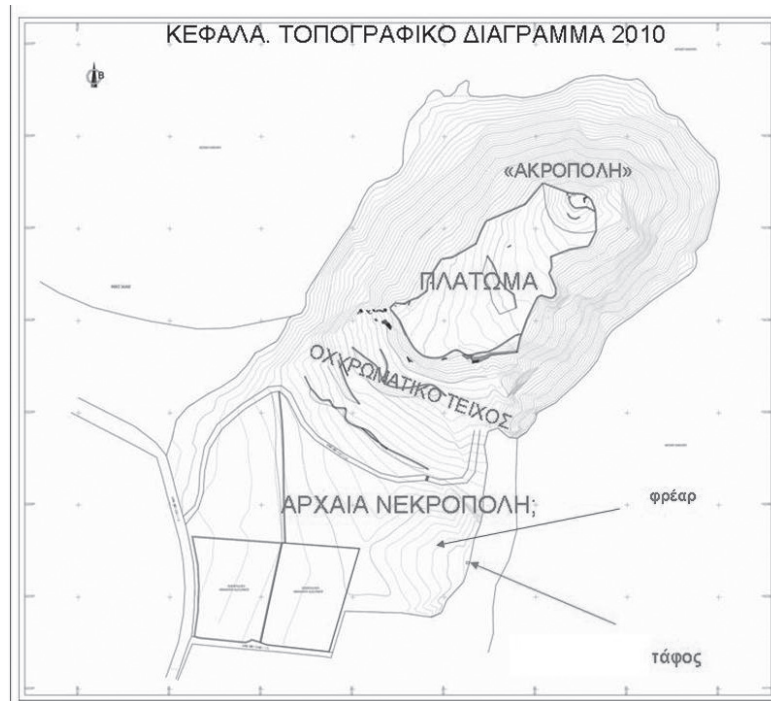 ΚΕΦΑΛΑ. ΤΟΠΟΓΡΑΦΙΚΟ ΔΙΑΓΡΑΜΜΑ 2010
Β
«ΑΚΡΟΠΟΛΗ»
ΠΛΑΤΩΜΑ
ΟΧΥΡΩΜΑΤΙΚΟ ΤΕΙΧΟΣ
ΑΡΧΑΙΑ ΝΕΚΡΟΠΟΛΗ;
φρέαρ
τάφος